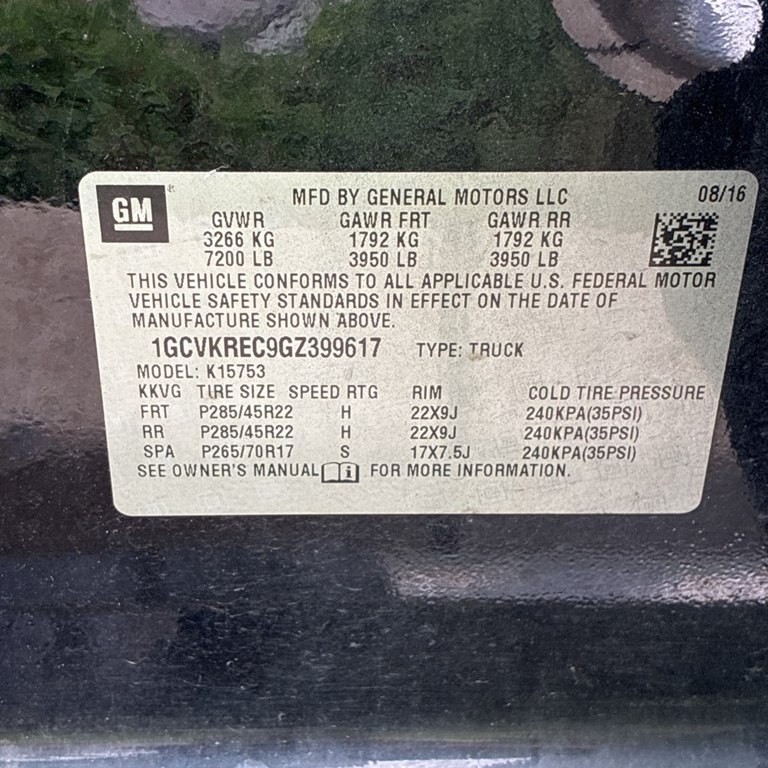 GM® MFD BY GENERAL MOTORS LLC 08/16
GVWR GAWR FRT GAWR RR
3266 KG 1792 KG 1792 KG
7200 LB 3950 LB 3950 LB
THIS VEHICLE CONFORMS TO ALL APPLICABLE U.S. FEDERAL MOTOR
VEHICLE SAFETY STANDARDS IN EFFECT ON THE DATE OF
MANUFACTURE SHOWN ABOVE.
1GCVKREC9GZ399617 TYPE: TRUCK
MODEL: K15753
KKVG TIRE SIZE SPEED RTG RIM COLD TIRE PRESSURE
FRT P285/45R22 H 22X9J 240KPA(35PSI)
RR P285/45R22 H 22X9J 240KPA(35PSI)
SPA P265/70R17 S 17X7.5J 240KPA(35PSI)
SEE OWNER'S MANUAL FOR MORE INFORMATION.